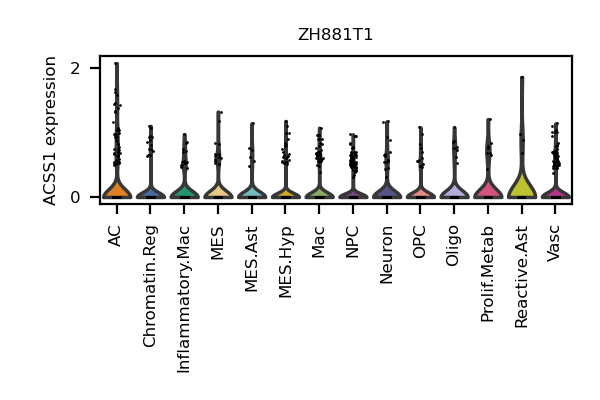 ZH881T1
ACSS1 expression
2
0
AC
Chromatin.Reg
Inflammatory.Mac
MES
MES.Ast
MES.Hyp
Mac
NPC
Neuron
OPC
Oligo
Prolif.Metab
Reactive.Ast
Vasc